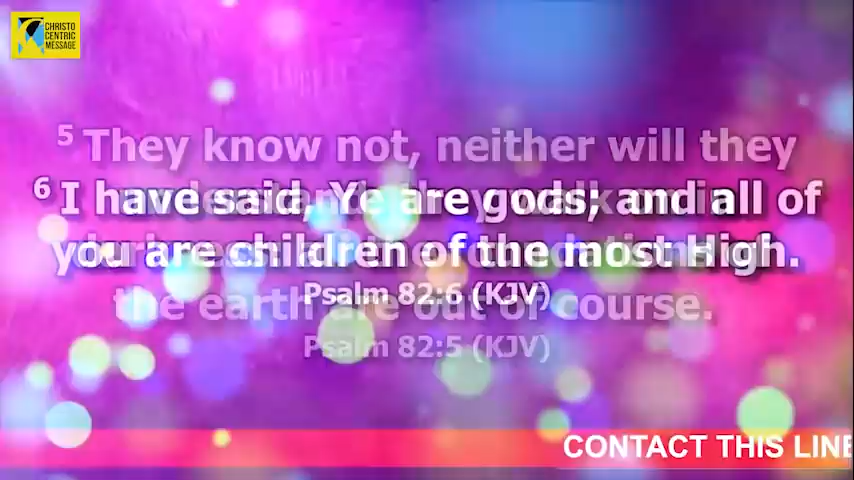 CHRISTO
CENTRIC
MESSAGE
5 They know not, neither will they
6 I have said, Ye are gods; and all of
you are children of the most High.
Psalm 82:6 (KJV)
the earth are out of course.
Psalm 82:5 (KJV)
CONTACT THIS LINE